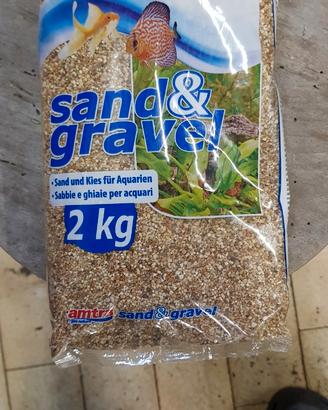 sand&
gravel
• Sand und Kies für Aquarien
• Sabbie e ghiaie per acquari
2 kg
amtra sand & gravel